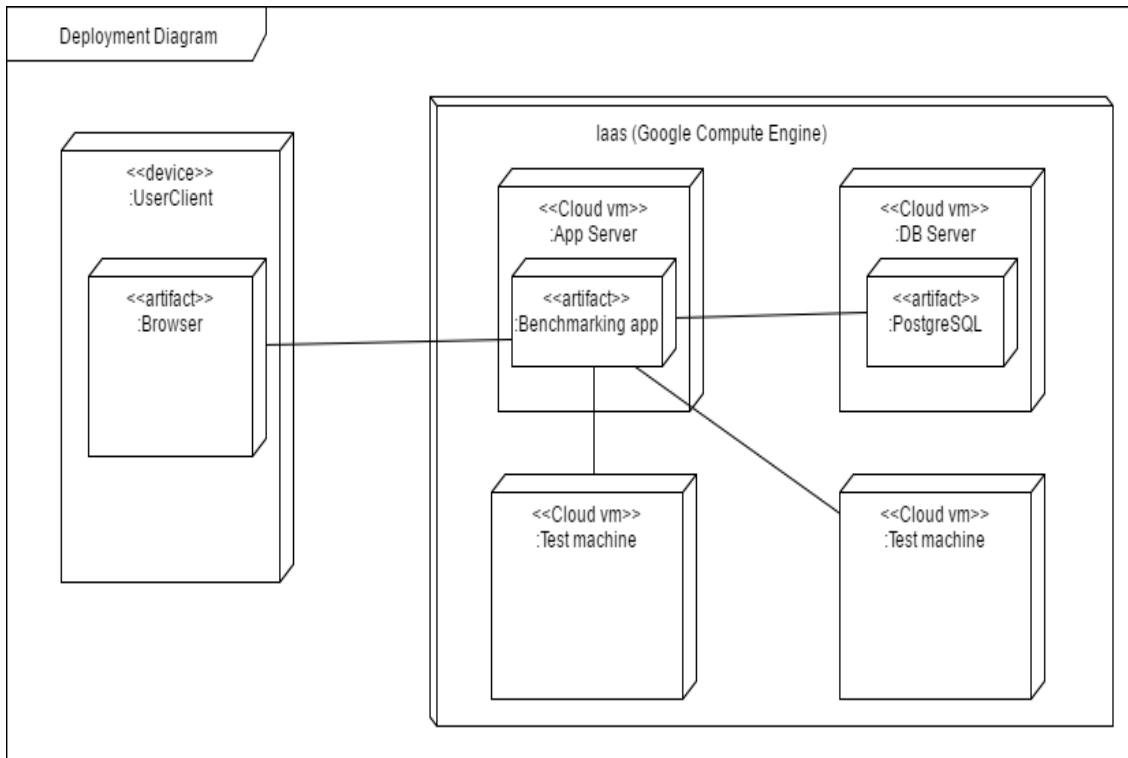 Deployment Diagram
Iaas (Google Compute Engine)
<<device>>
:UserClient
<<artifact>>
:Browser
<<Cloud vm>>
:App Server
<<artifact>>
:Benchmarking app
<<Cloud vm>>
:DB Server
<<artifact>>
:PostgreSQL
<<Cloud vm>>
:Test machine
<<Cloud vm>>
:Test machine